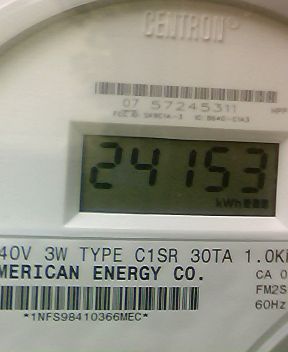 CENTRON®
07 57245311
24153
kWh
40V 3W TYPE C1SR 30TA 1.0K
MERICAN ENERGY CO.
CA 0
FM2S
60Hz
*1NFS98410366MEC*